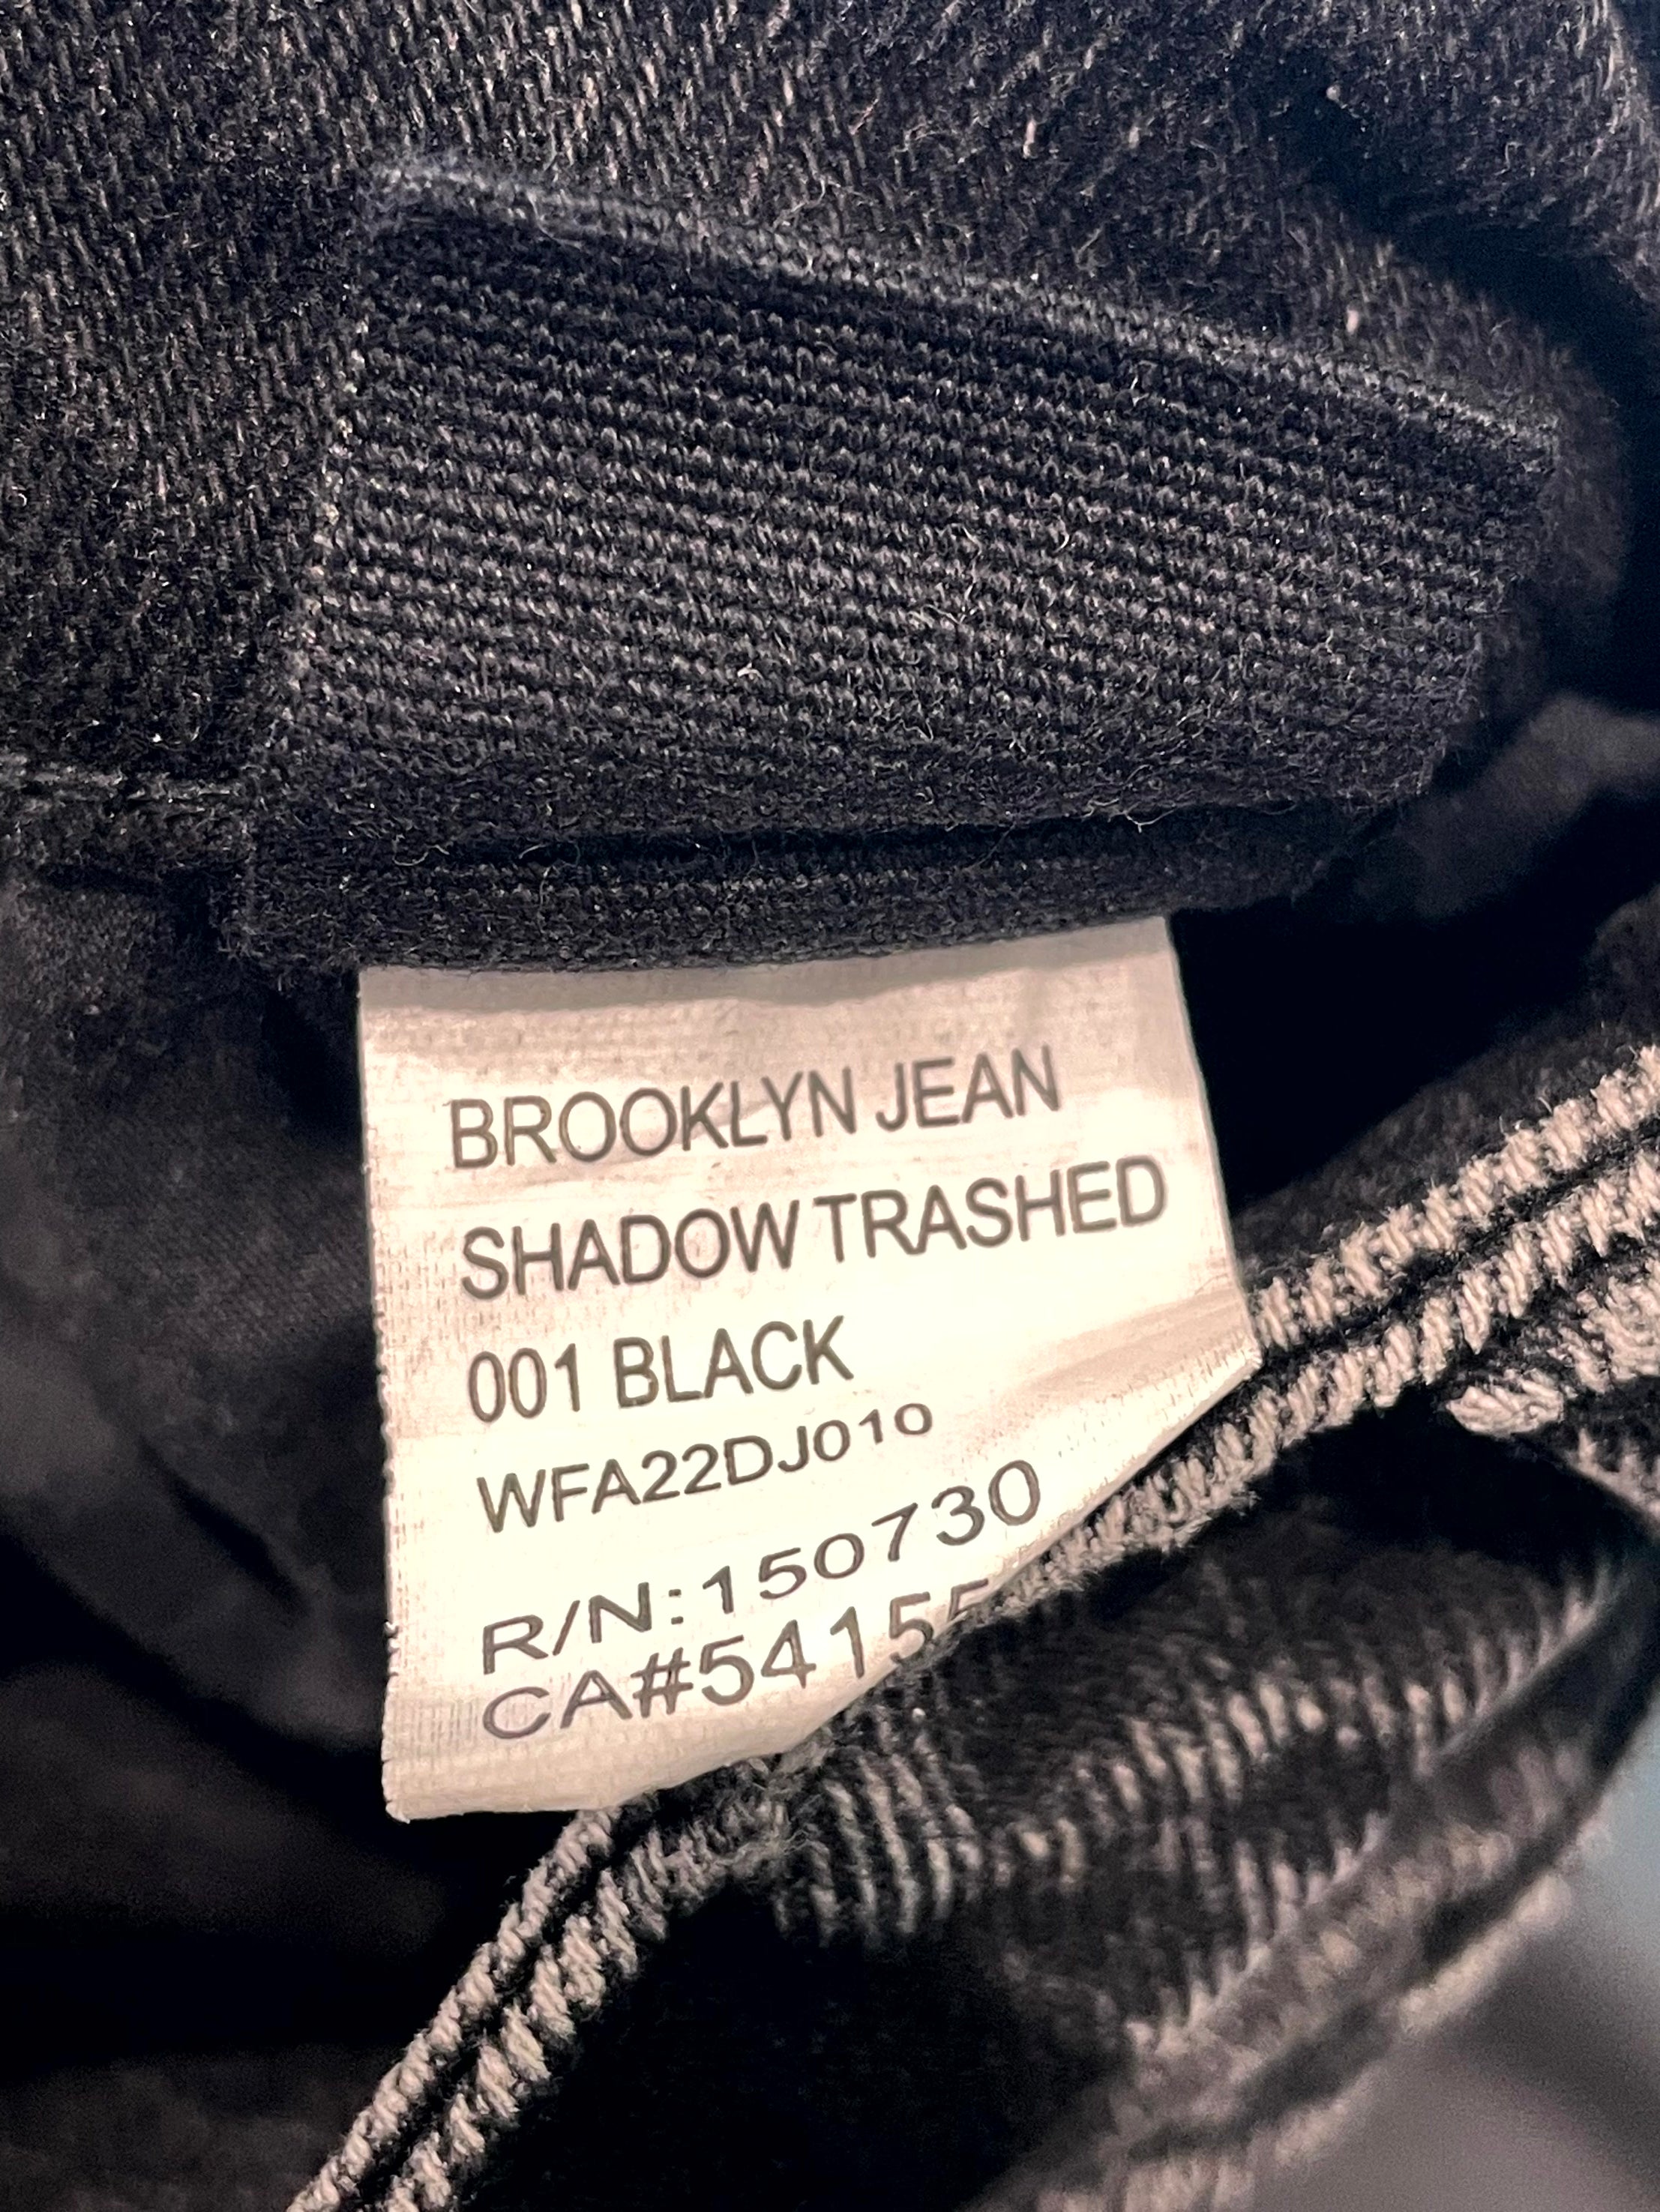 BROOKLYN JEAN
SHADOW TRASHED
001 BLACK
WFA22DJ010
R/N:150730